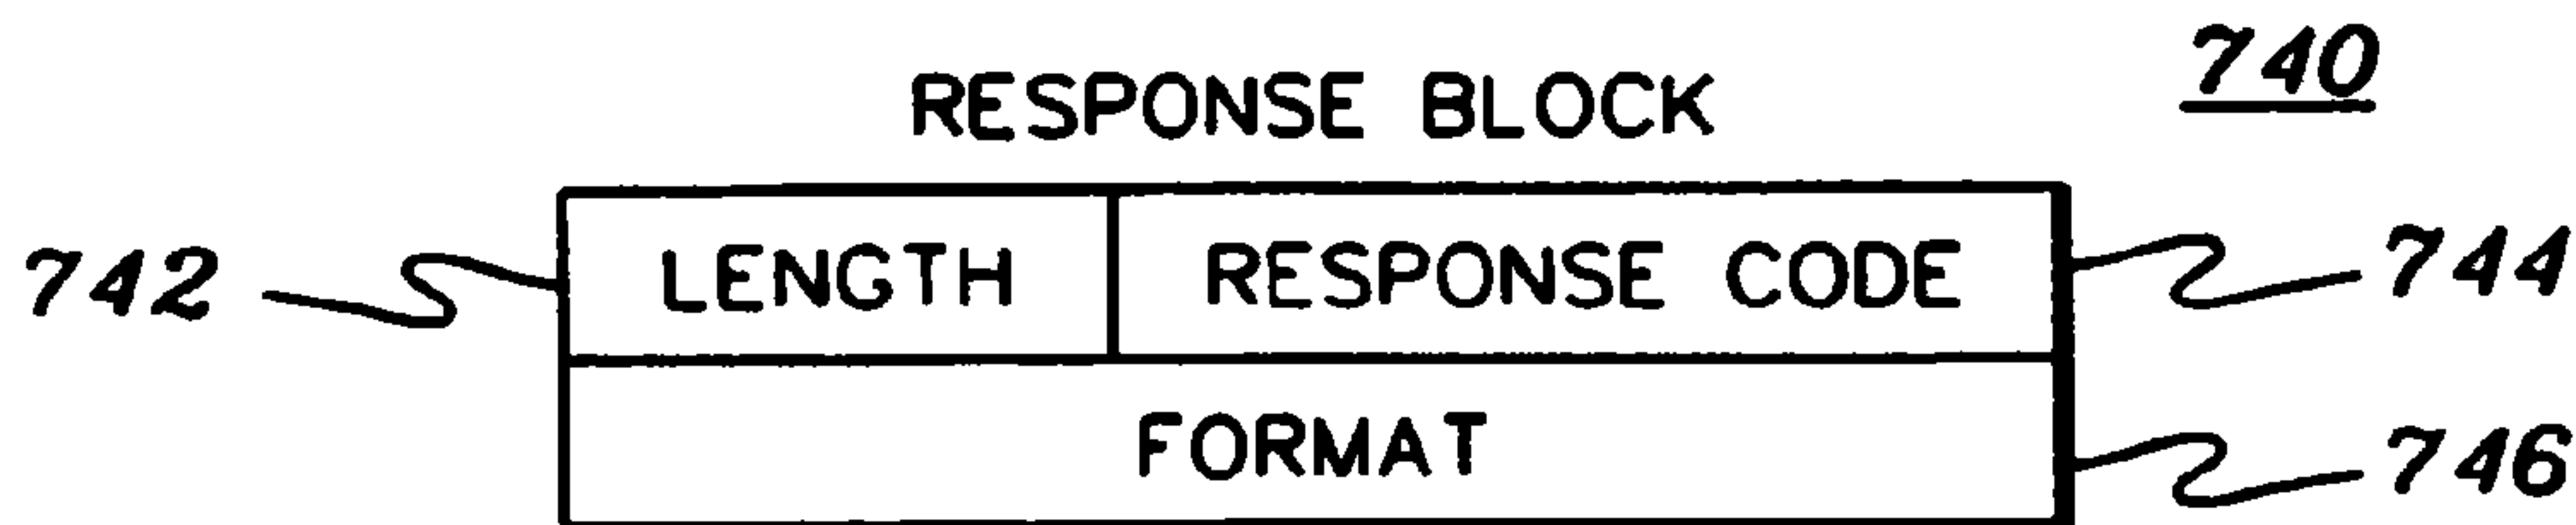 740
RESPONSE BLOCK
742 LENGTH RESPONSE CODE 744
FORMAT 746